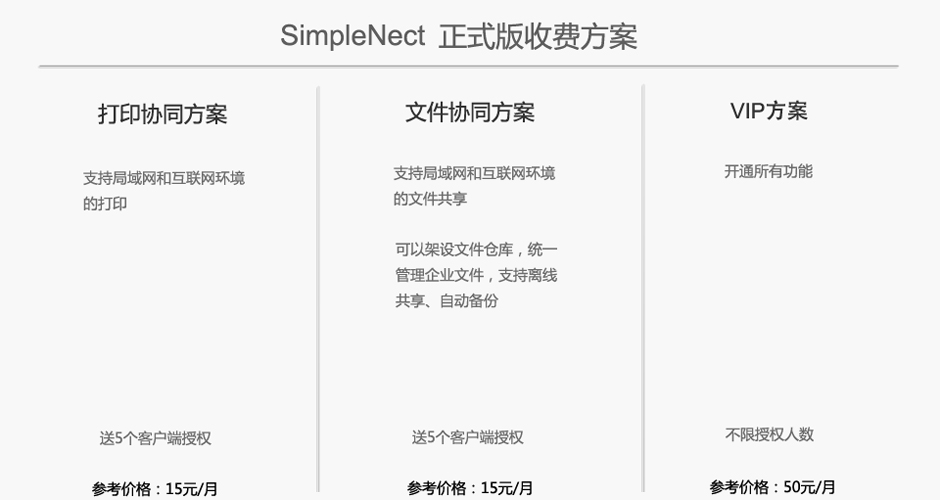 SimpleNect 正式版收费方案
打印协同方案
支持局域网和互联网环境
的打印
送5个客户端授权
参考价格：15元/月
文件协同方案
支持局域网和互联网环境
的文件共享
可以架设文件仓库，统一
管理企业文件，支持离线
共享、自动备份
送5个客户端授权
参考价格：15元/月
VIP方案
开通所有功能
不限授权人数
参考价格：50元/月